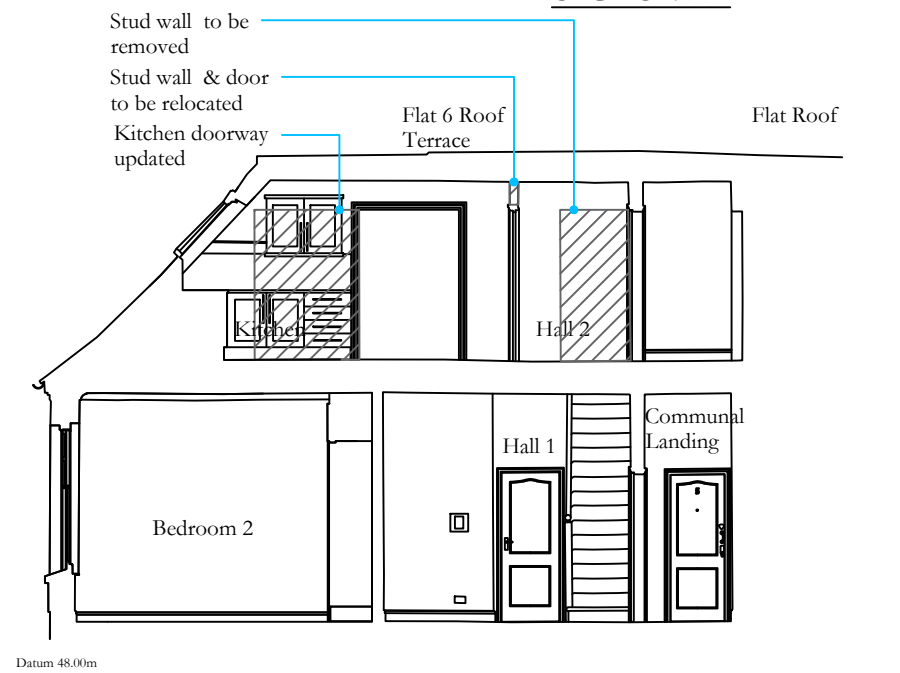 Stud wall to be
removed
Stud wall & door
to be relocated
Kitchen doorway
updated
Flat 6 Roof
Terrace
Flat Roof
Kitchen
Hall 2
Communal
Landing
Hall 1
Bedroom 2
Datum 48.00m